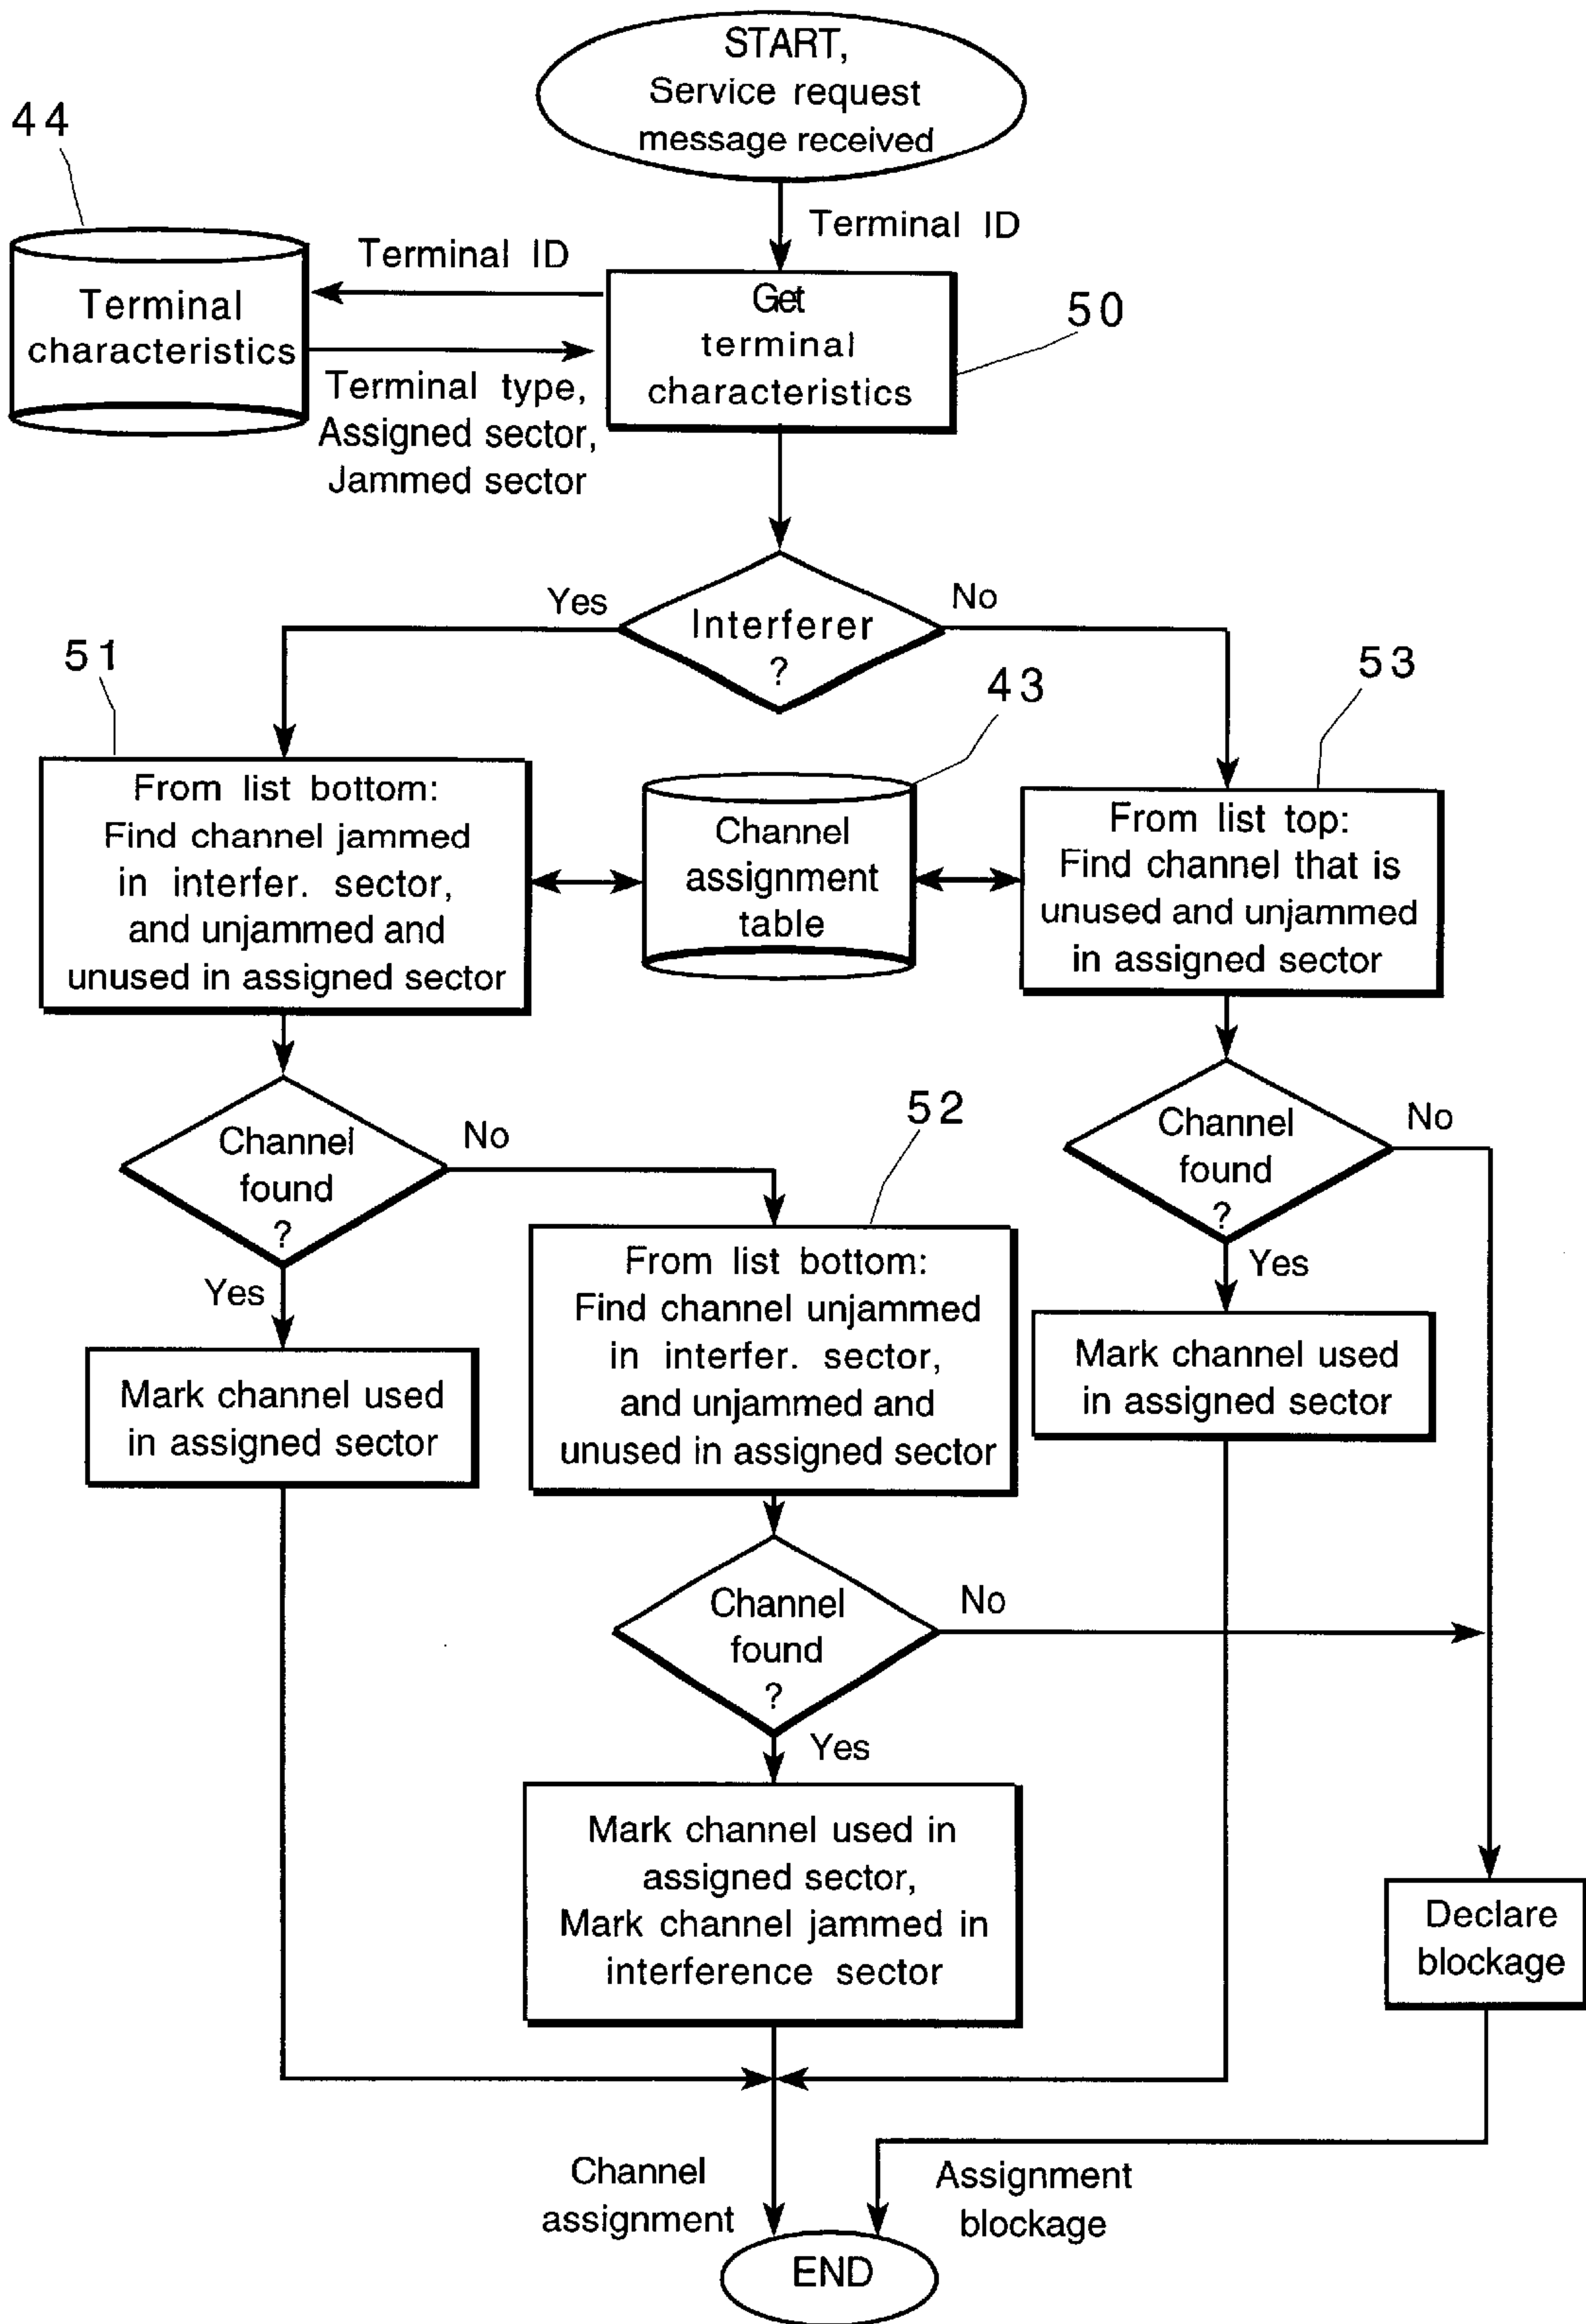 START,
Service request
message received
44
Terminal ID
Terminal ID
Terminal
characteristics
Get
terminal
characteristics
50
Terminal type,
Assigned sector,
Jammed sector
Yes
No
Interferer
?
51
43
53
From list bottom:
Find channel jammed
in interfer. sector,
and unjammed and
unused in assigned sector
Channel
assignment
table
From list top:
Find channel that is
unused and unjammed
in assigned sector
Channel
found
?
No
52
Channel
found
?
No
Yes
Yes
From list bottom:
Find channel unjammed
in interfer. sector,
and unjammed and
unused in assigned sector
Mark channel used
in assigned sector
Mark channel used
in assigned sector
Channel
found
?
No
Yes
Mark channel used in
assigned sector,
Mark channel jammed in
interference sector
Declare
blockage
Channel
assignment
Assignment
blockage
END